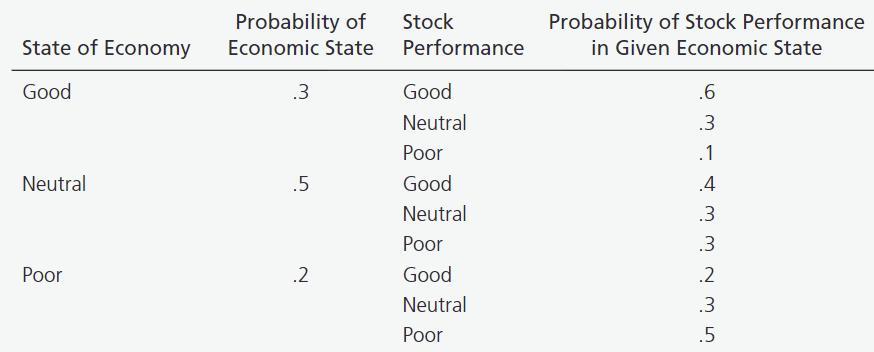 State of Economy Probability of Economic State Stock Performance Probability of Stock Performance in Given Economic State
Good .3 Good .6
Neutral .3
Poor .1
Neutral .5 Good .4
Neutral .3
Poor .3
Poor .2 Good .2
Neutral .3
Poor .5